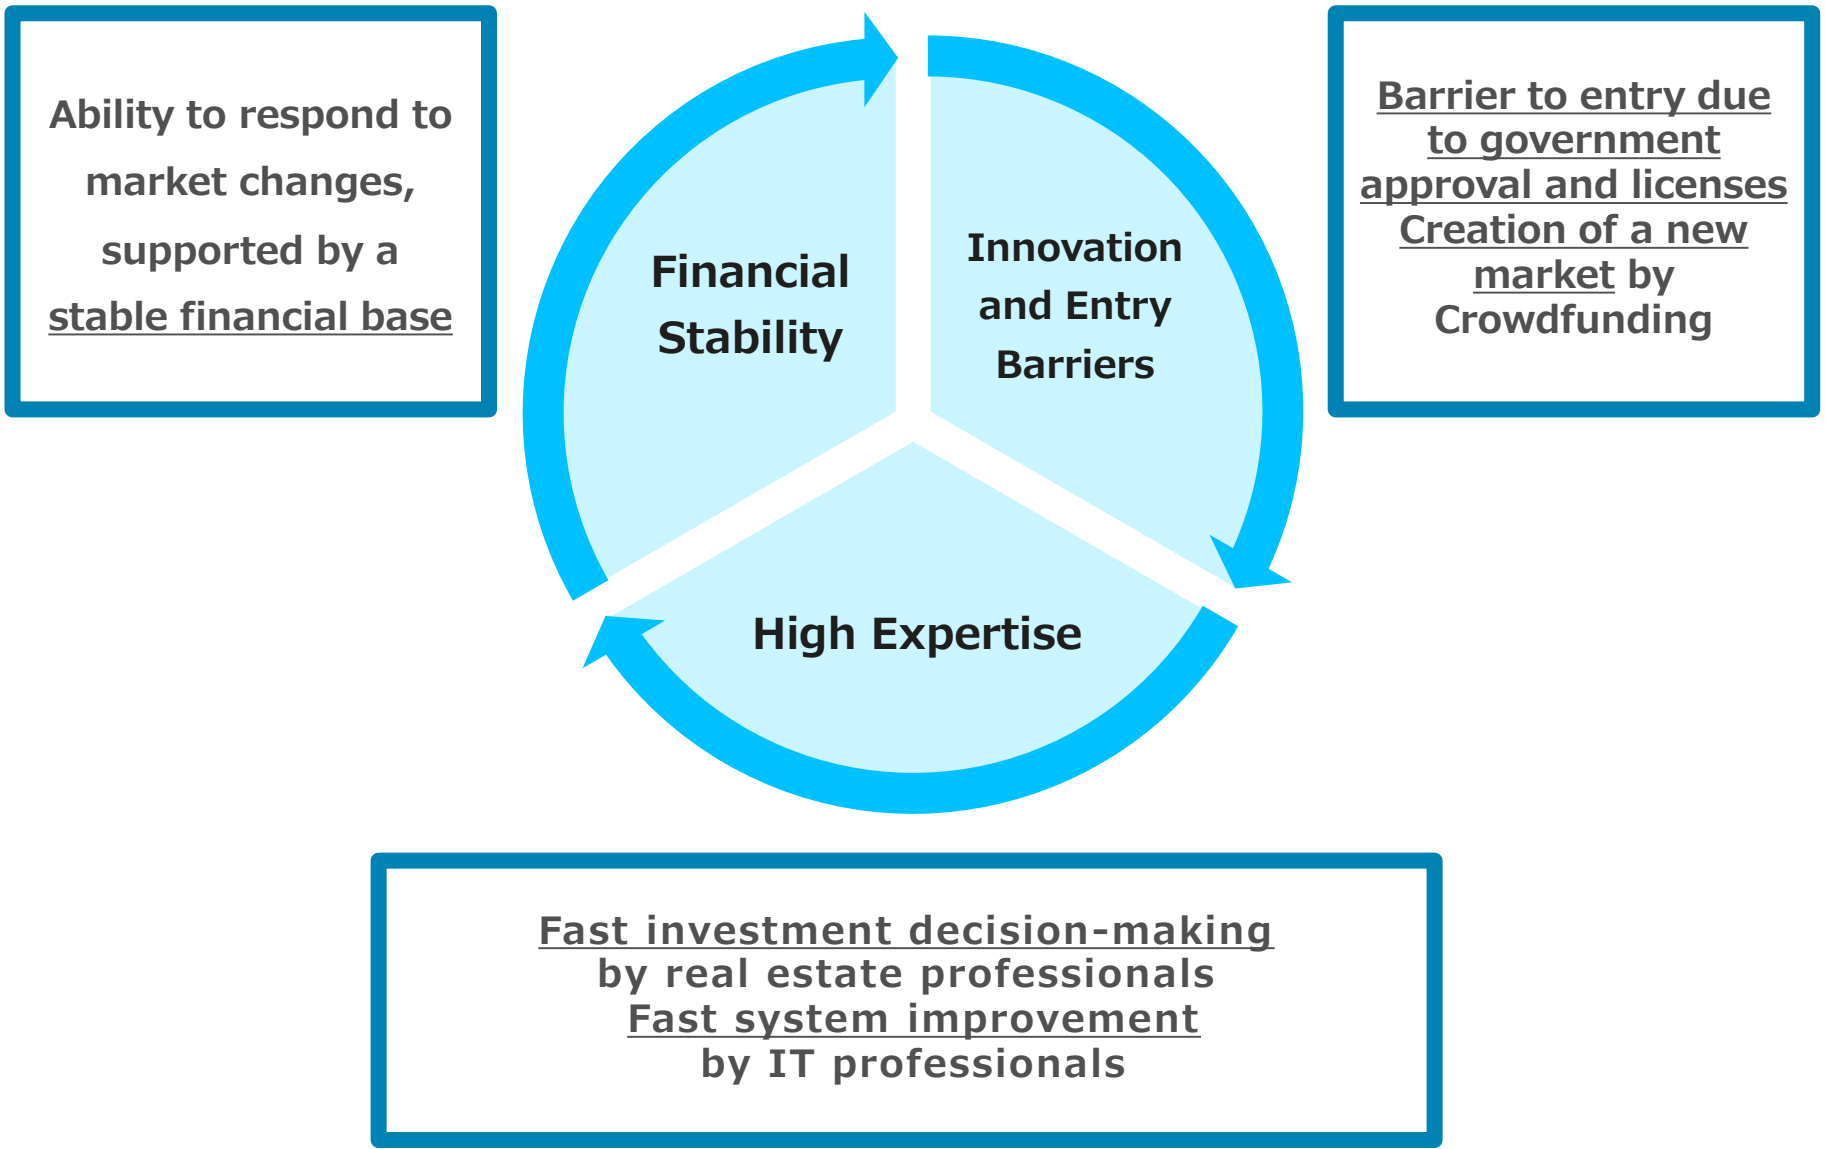 Ability to respond to
market changes,
supported by a
stable financial base
Financial
Stability
Innovation
and Entry
Barriers
Barrier to entry due
to government
approval and licenses
Creation of a new
market by
Crowdfunding
High Expertise
Fast investment decision-making
by real estate professionals
Fast system improvement
by IT professionals